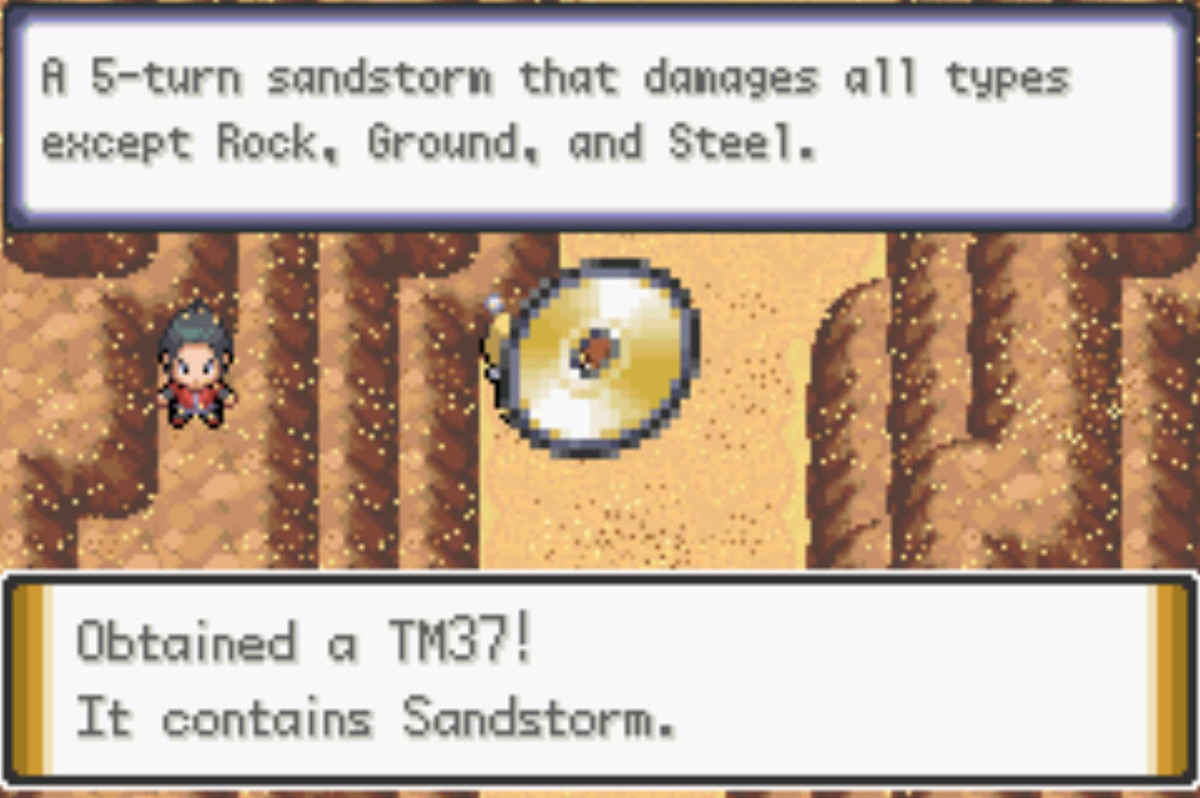 A 5-turn sandstorm that damages all types
except Rock, Ground, and Steel.
Obtained a TM37!
It contains Sandstorm.